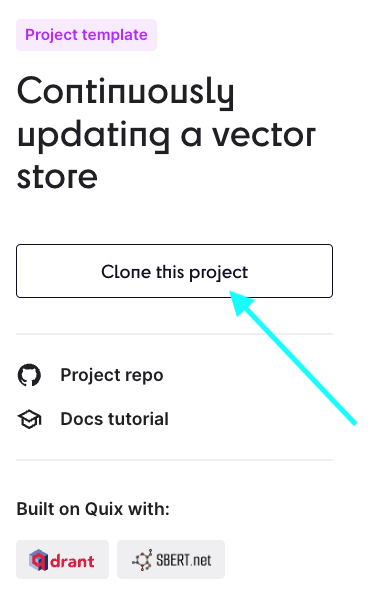 Project template
Continuously
updating a vector
store
Clone this project
Project repo
Docs tutorial
Built on Quix with:
qdrant
SBERT.net